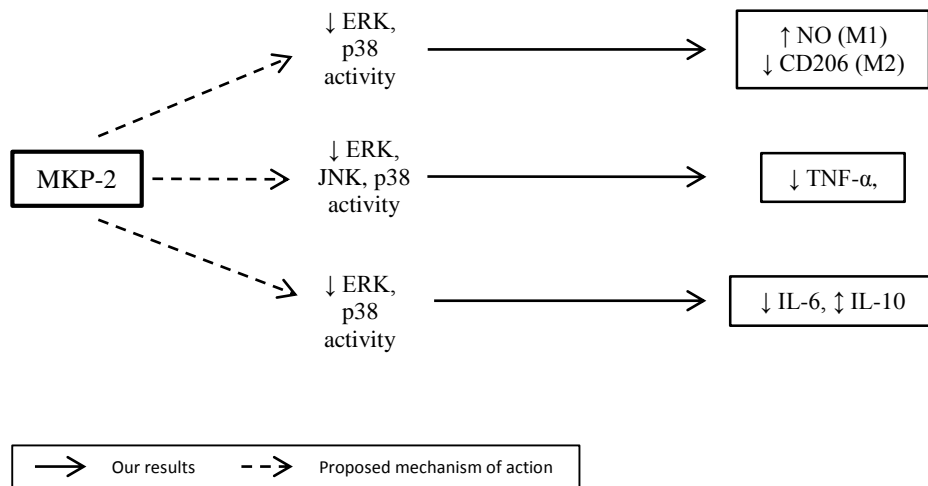 ↓ ERK,
p38
activity
↑ NO (M1)
↓ CD206 (M2)
MKP-2
↓ ERK,
JNK, p38
activity
↓ TNF-α,
↓ ERK,
p38
activity
↓ IL-6, ↕ IL-10
Our results
Proposed mechanism of action